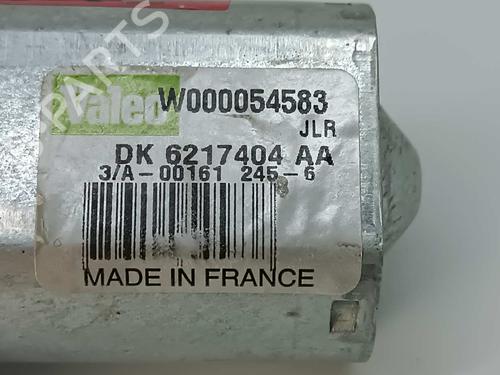 Valeo W000054583
JLR
DK 6217404 AA
3/A-00161 245-6
MADE IN FRANCE